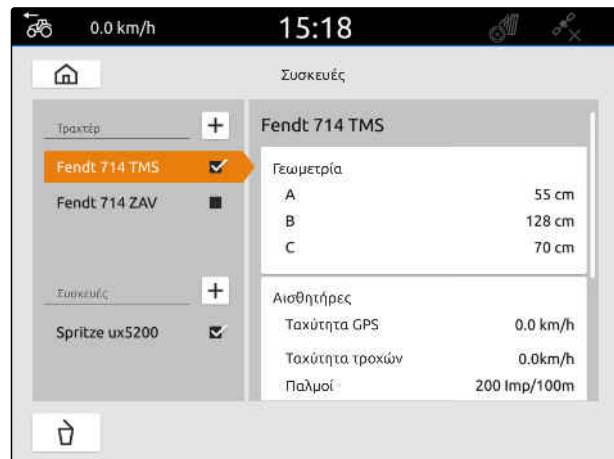 0.0 km/h 15:18
Συσκευές
Τρακτέρ
Fendt 714 TMS
Fendt 714 ZAV
Συσκευές
Spritze ux5200
Fendt 714 TMS
Γεωμετρία
A 55 cm
B 128 cm
C 70 cm
Αισθητήρες
Ταχύτητα GPS 0.0 km/h
Ταχύτητα τροχών 0.0km/h
Παλμοί 200 Imp/100m